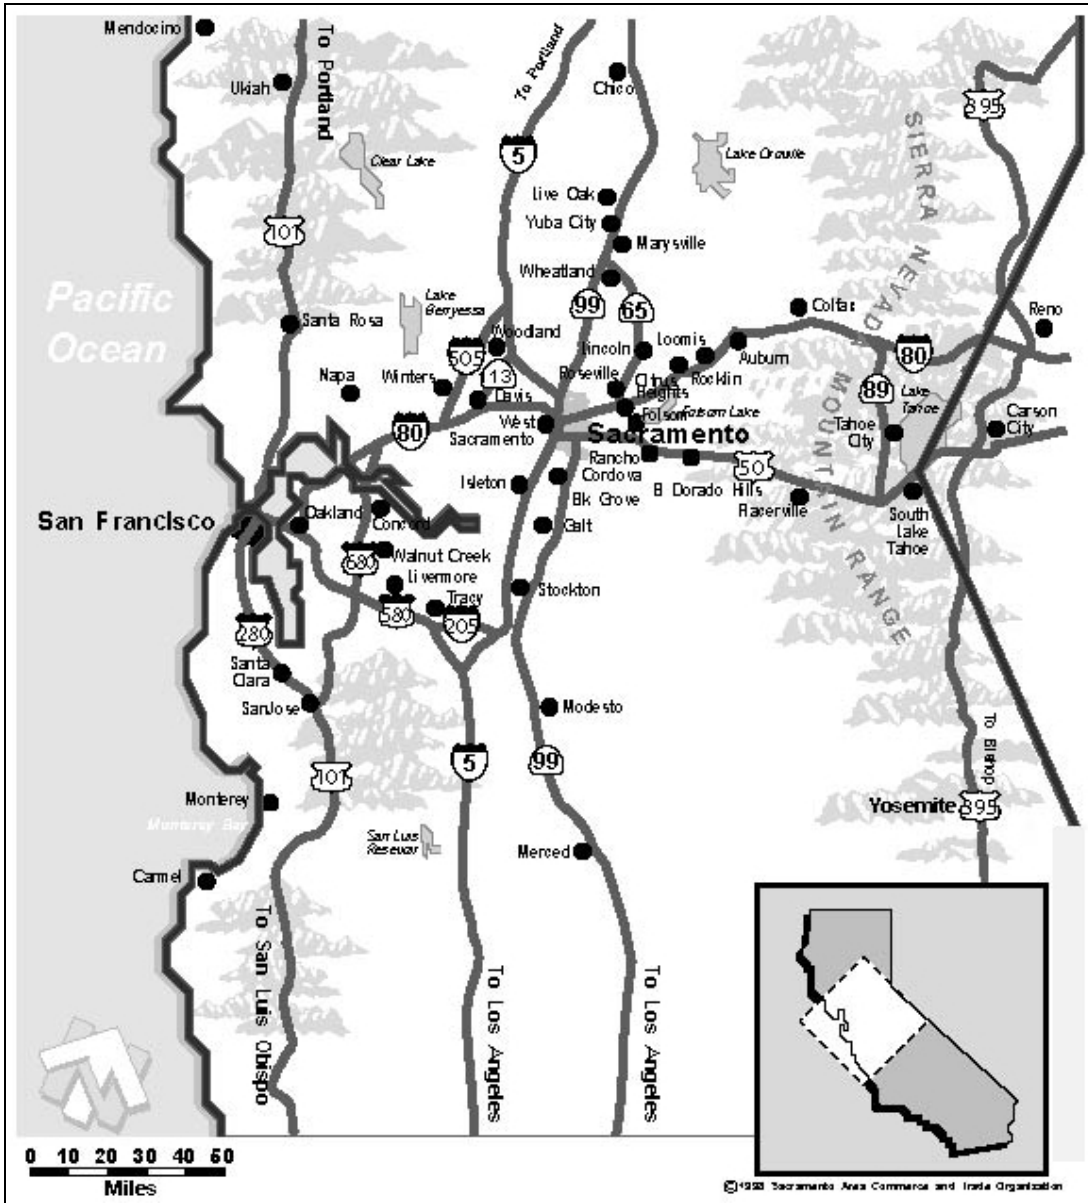 Mendocino
To Portland
To Portland
Ukiah
Chico
395
5
Clear Lake
Lake Oroville
SIERRA NEVADA MOUNTAIN RANGE
Live Oak
Yuba City
Marysville
101
Wheatland
Pacific
Ocean
Lake
Berryessa
99
65
Colfax
Reno
Santa Rosa
Woodland
Loomis
505
Lincoln
Auburn
80
Napa
Winters
113
Roseville
Citrus
Heights
Rocklin
89
Lake
Tahoe
Davis
Folsom
Folsom Lake
80
West
Sacramento
Sacramento
Tahoe
City
Carson
City
Rancho
Cordova
50
Isleton
Elk Grove
El Dorado Hills
Placerville
San Francisco
Oakland
Concord
Galt
South
Lake
Tahoe
680
Walnut Creek
Livermore
Tracy
Stockton
280
580
205
Santa
Clara
San Jose
Modesto
To Bishop
101
5
99
Monterey
Yosemite
395
Monterey Bay
San Luis
Resevoir
Merced
Carmel
To San Luis Obispo
To Los Angeles
To Los Angeles
0 10 20 30 40 50
Miles
Sacramento Area Commerce and Trade Organization